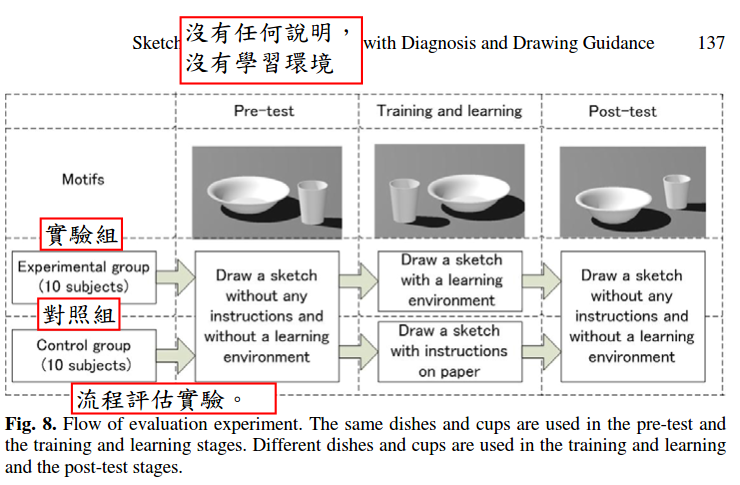 沒有任何說明，
沒有學習環境
Sketch
with Diagnosis and Drawing Guidance
137
Pre-test
Training and learning
Post-test
Motifs
實驗組
Experimental group
(10 subjects)
Draw a sketch
without any
instructions and
without a learning
environment
Draw a sketch
with a learning
environment
Draw a sketch
without any
instructions and
without a learning
environment
對照組
Control group
(10 subjects)
Draw a sketch
with instructions
on paper
流程評估實驗。
Fig. 8. Flow of evaluation experiment. The same dishes and cups are used in the pre-test and
the training and learning stages. Different dishes and cups are used in the training and learning
and the post-test stages.